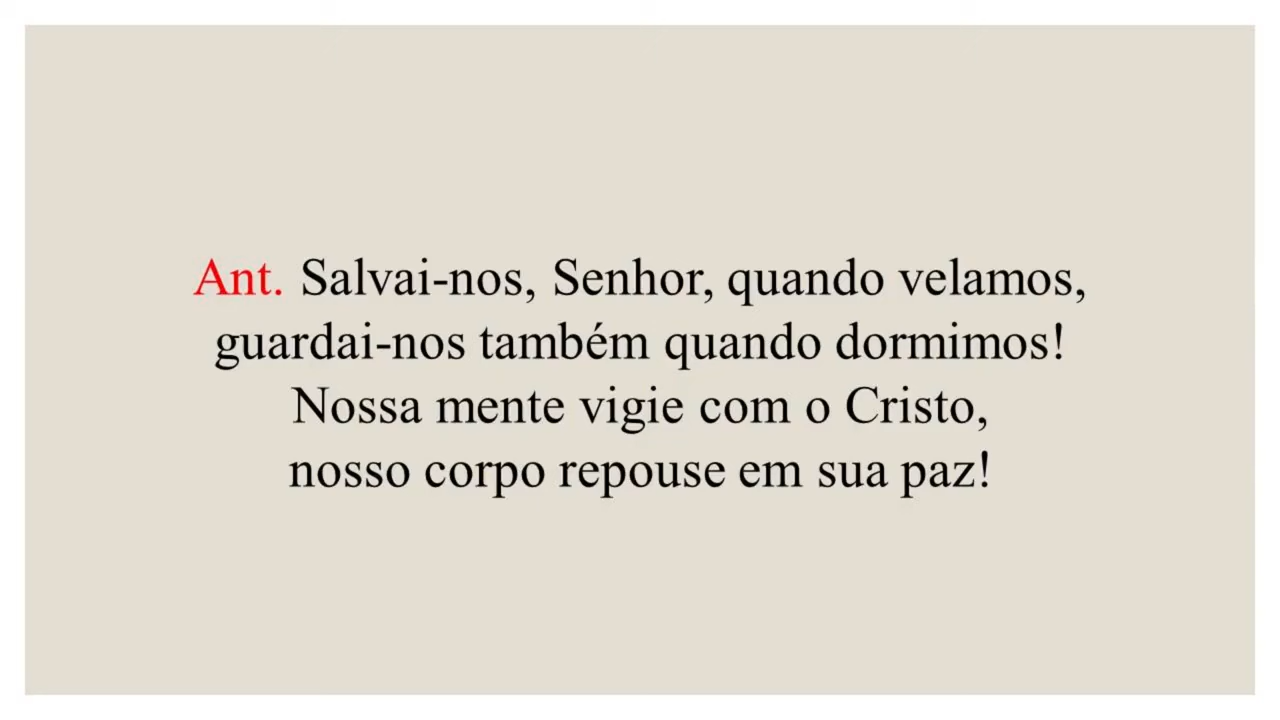 Ant. Salvai-nos, Senhor, quando velamos,
guardai-nos também quando dormimos!
Nossa mente vigie com o Cristo,
nosso corpo repouse em sua paz!